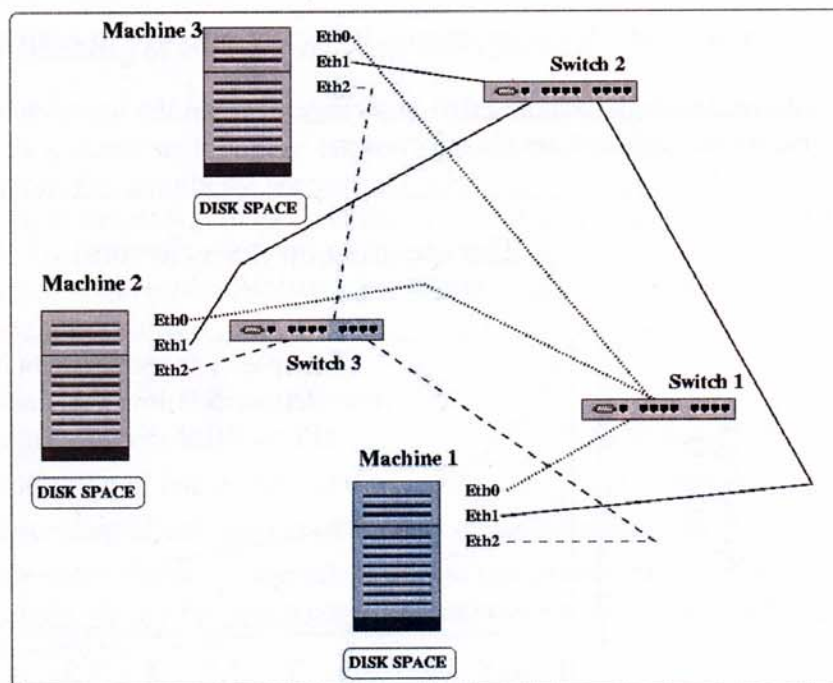 Machine 3
Eth0
Eth1
Eth2
Switch 2
DISK SPACE
Machine 2
Eth0
Eth1
Eth2
Switch 3
Switch 1
DISK SPACE
Machine 1
Eth0
Eth1
Eth2
DISK SPACE